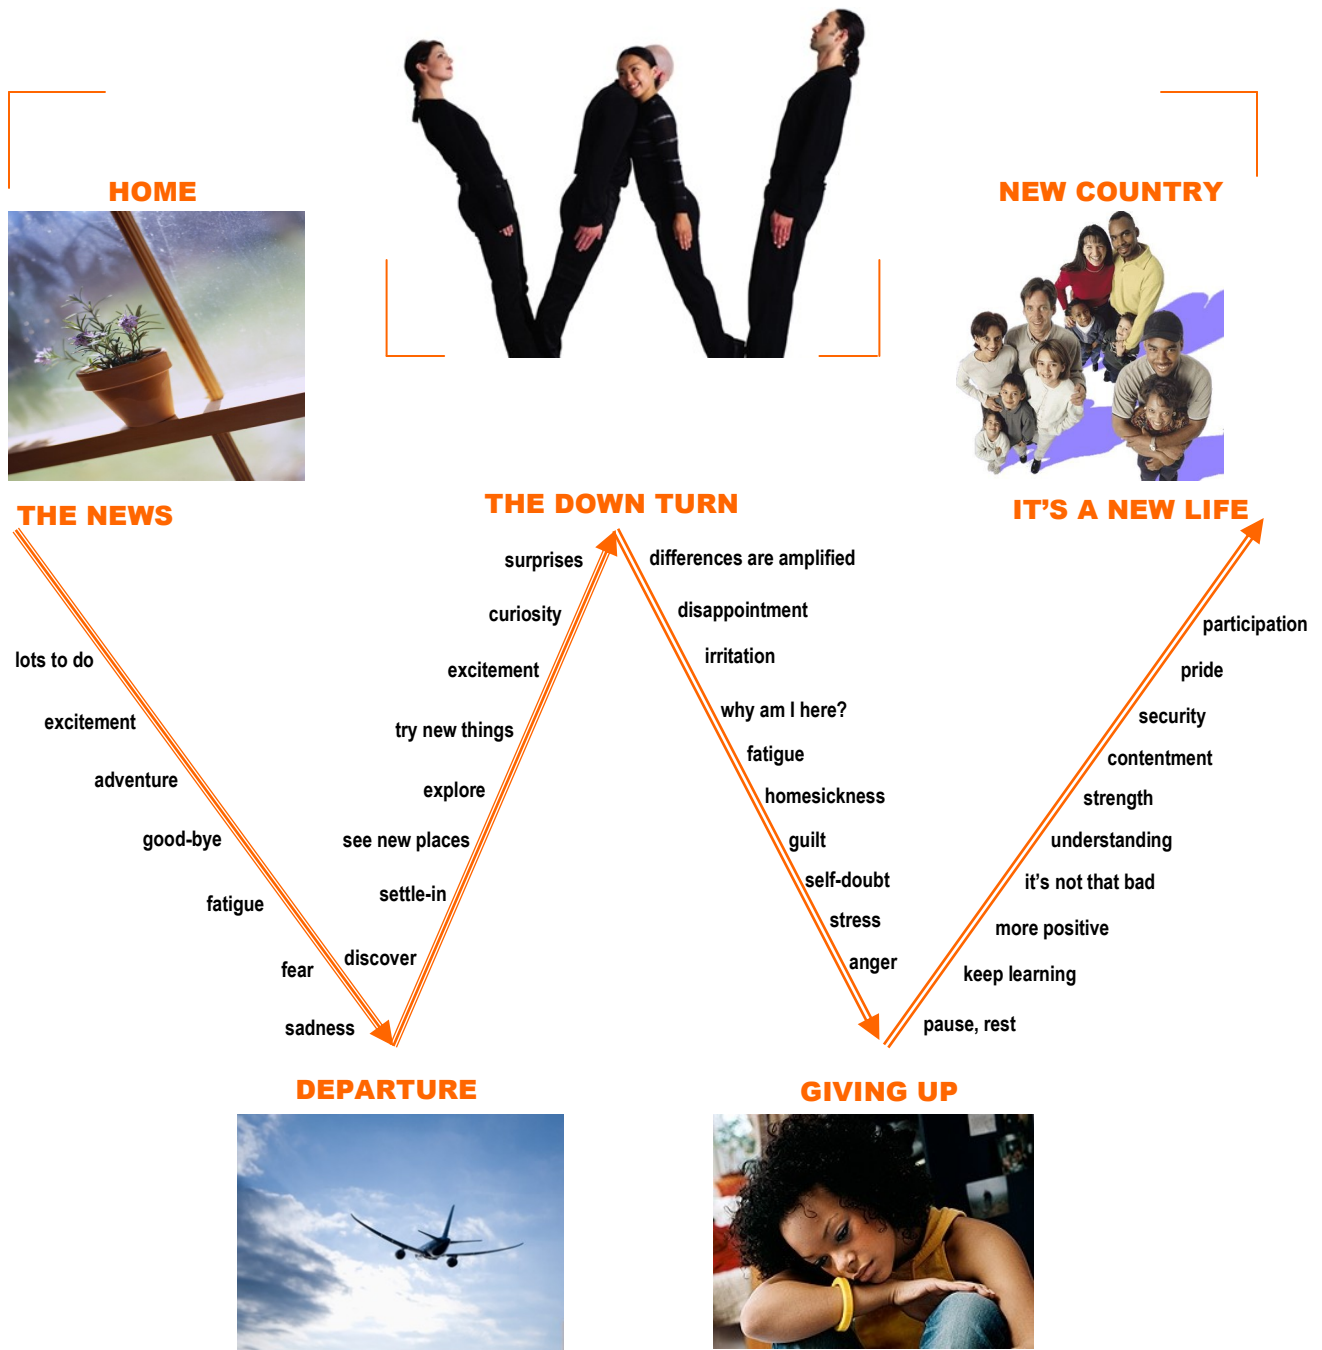 HOME
NEW COUNTRY
THE NEWS
THE DOWN TURN
IT’S A NEW LIFE
lots to do
excitement
adventure
good-bye
fatigue
fear
sadness
surprises
curiosity
excitement
try new things
explore
see new places
settle-in
discover
differences are amplified
disappointment
irritation
why am I here?
fatigue
homesickness
guilt
self-doubt
stress
anger
participation
pride
security
contentment
strength
understanding
it’s not that bad
more positive
keep learning
pause, rest
DEPARTURE
GIVING UP